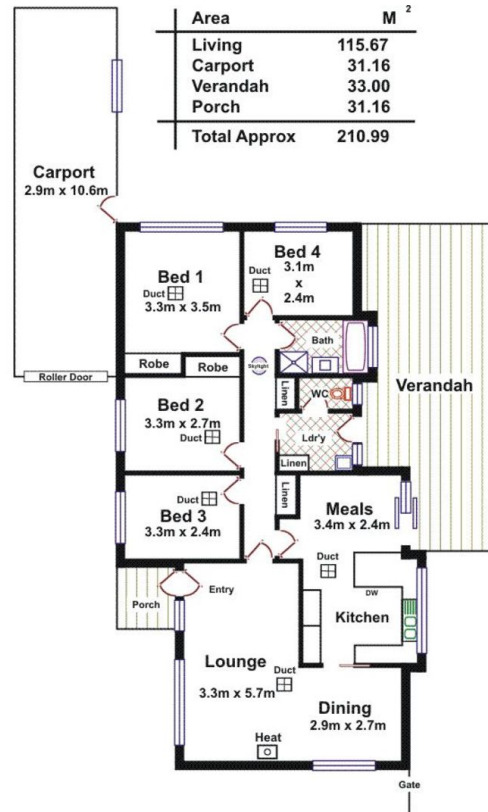 Area M 2
Living 115.67
Carport 31.16
Verandah 33.00
Porch 31.16
Total Approx 210.99
Carport
2.9m x 10.6m
Roller Door
Bed 1
Duct
3.3m x 3.5m
Bed 4
3.1m
x
2.4m
Duct
Bath
Robe
Robe
Skylight
Linen
WC
Verandah
Bed 2
3.3m x 2.7m
Duct
Ldr'y
Linen
Duct
Bed 3
3.3m x 2.4m
Linen
Meals
3.4m x 2.4m
Duct
DW
Kitchen
Porch
Entry
Lounge
3.3m x 5.7m
Duct
Dining
2.9m x 2.7m
Heat
Gate